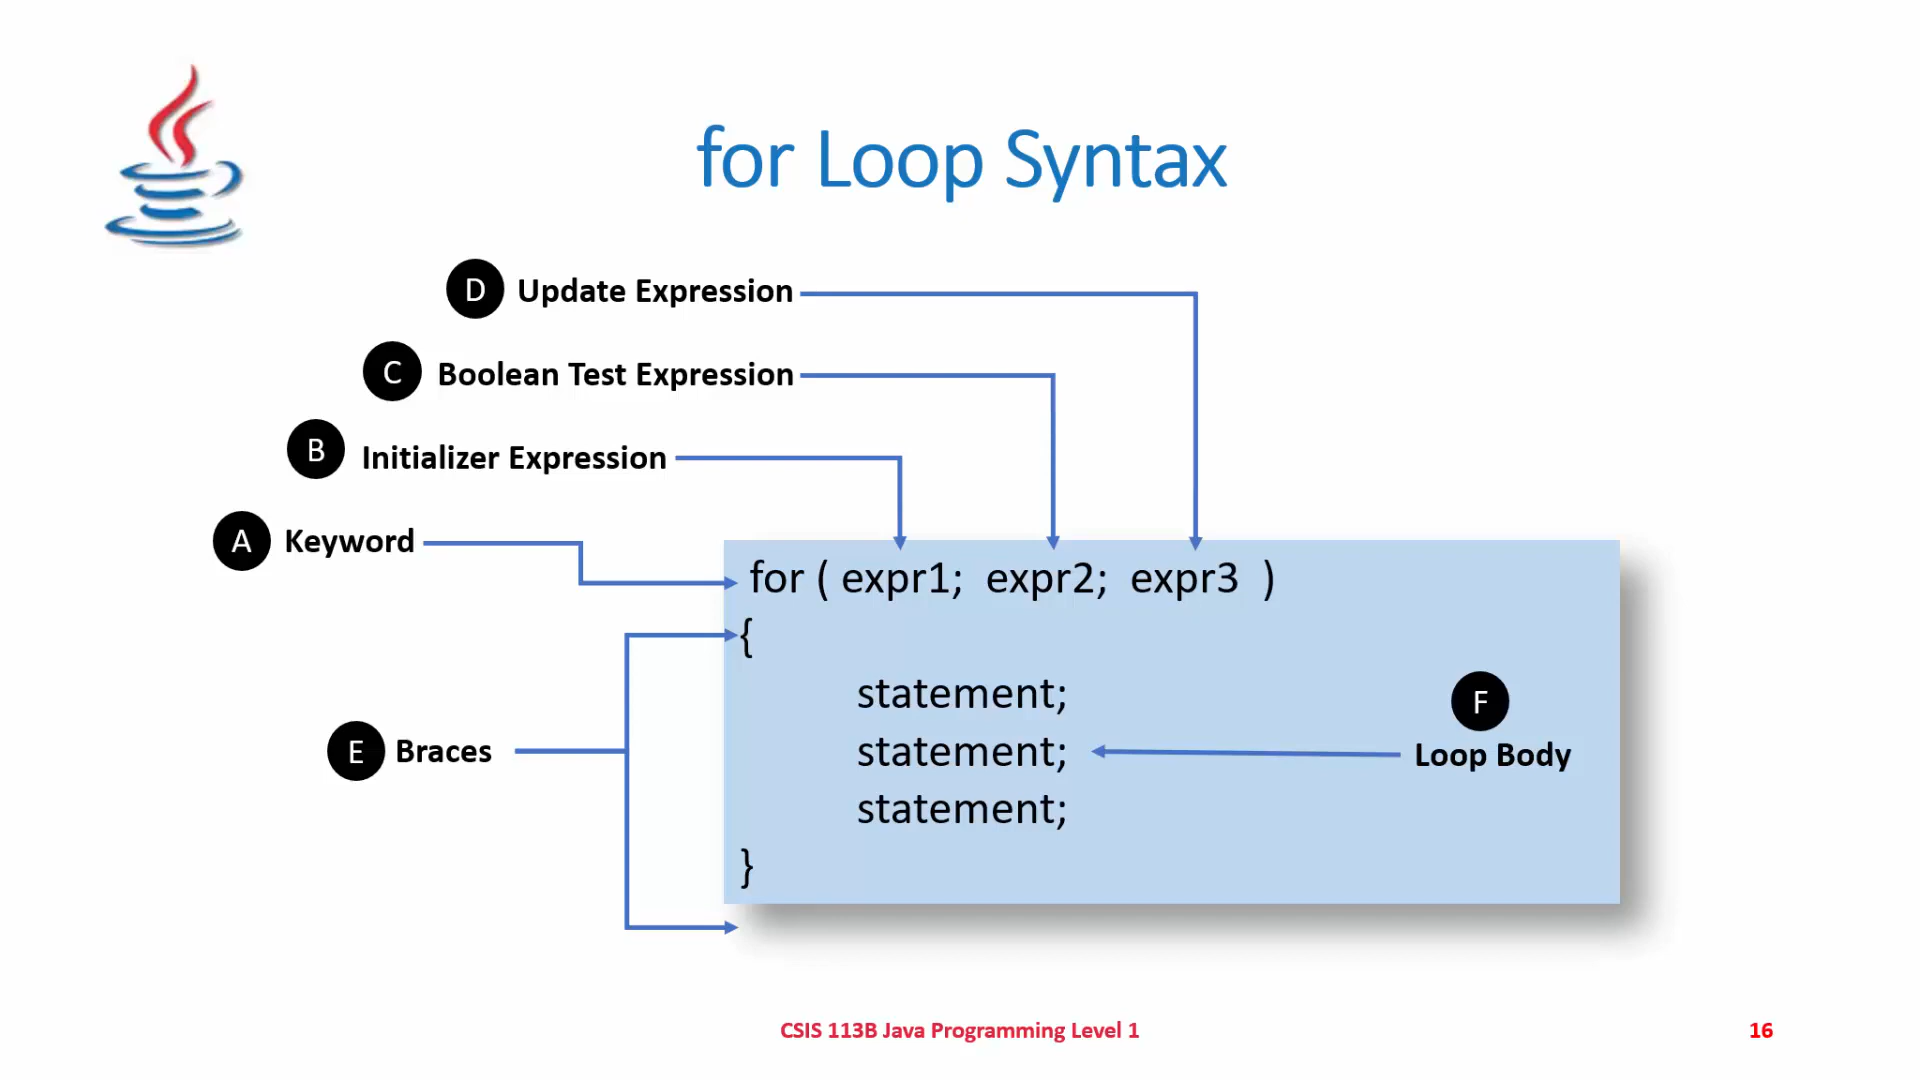 for Loop Syntax
D Update Expression
C Boolean Test Expression
B Initializer Expression
A Keyword
for ( expr1; expr2; expr3 )
{
statement;
F
E Braces
statement;
Loop Body
statement;
}
CSIS 113B Java Programming Level 1
16